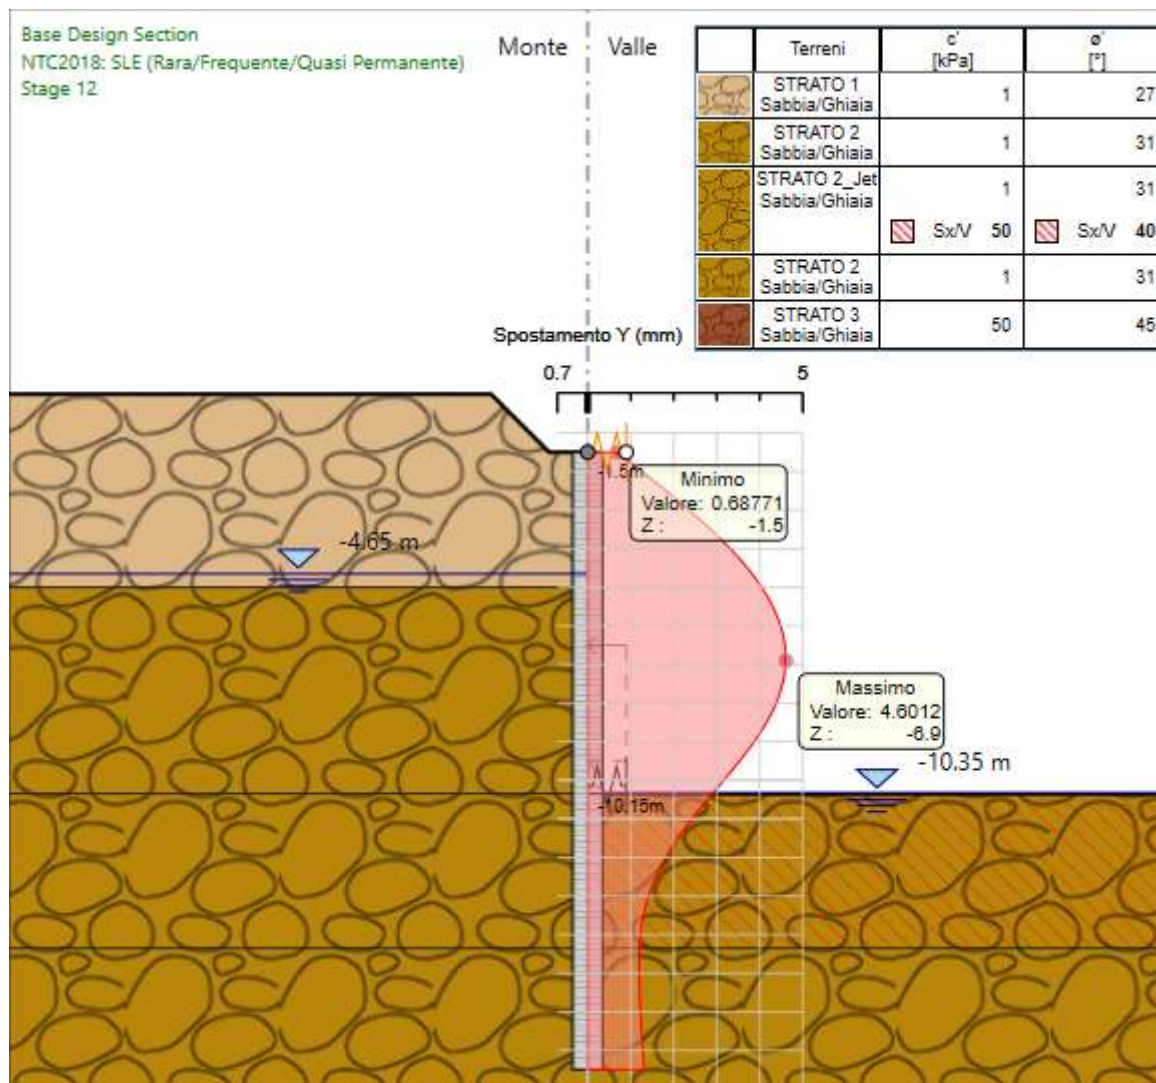 Base Design Section
NTC2018: SLE (Rara/Frequente/Quasi Permanente)
Stage 12
Monte Valle
Terreni c' [kPa] ø' [°]
STRATO 1 Sabbia/Ghiaia 1 27
STRATO 2 Sabbia/Ghiaia 1 31
STRATO 2_Jet Sabbia/Ghiaia 1 31
Sx/V 50 Sx/V 40
STRATO 2 Sabbia/Ghiaia 1 31
STRATO 3 Sabbia/Ghiaia 50 45
Spostamento Y (mm)
0.7 5
-1.5m
Minimo
Valore: 0.68771
Z : -1.5
-4.65 m
Massimo
Valore: 4.6012
Z : -6.9
-10.35 m
-10.15m